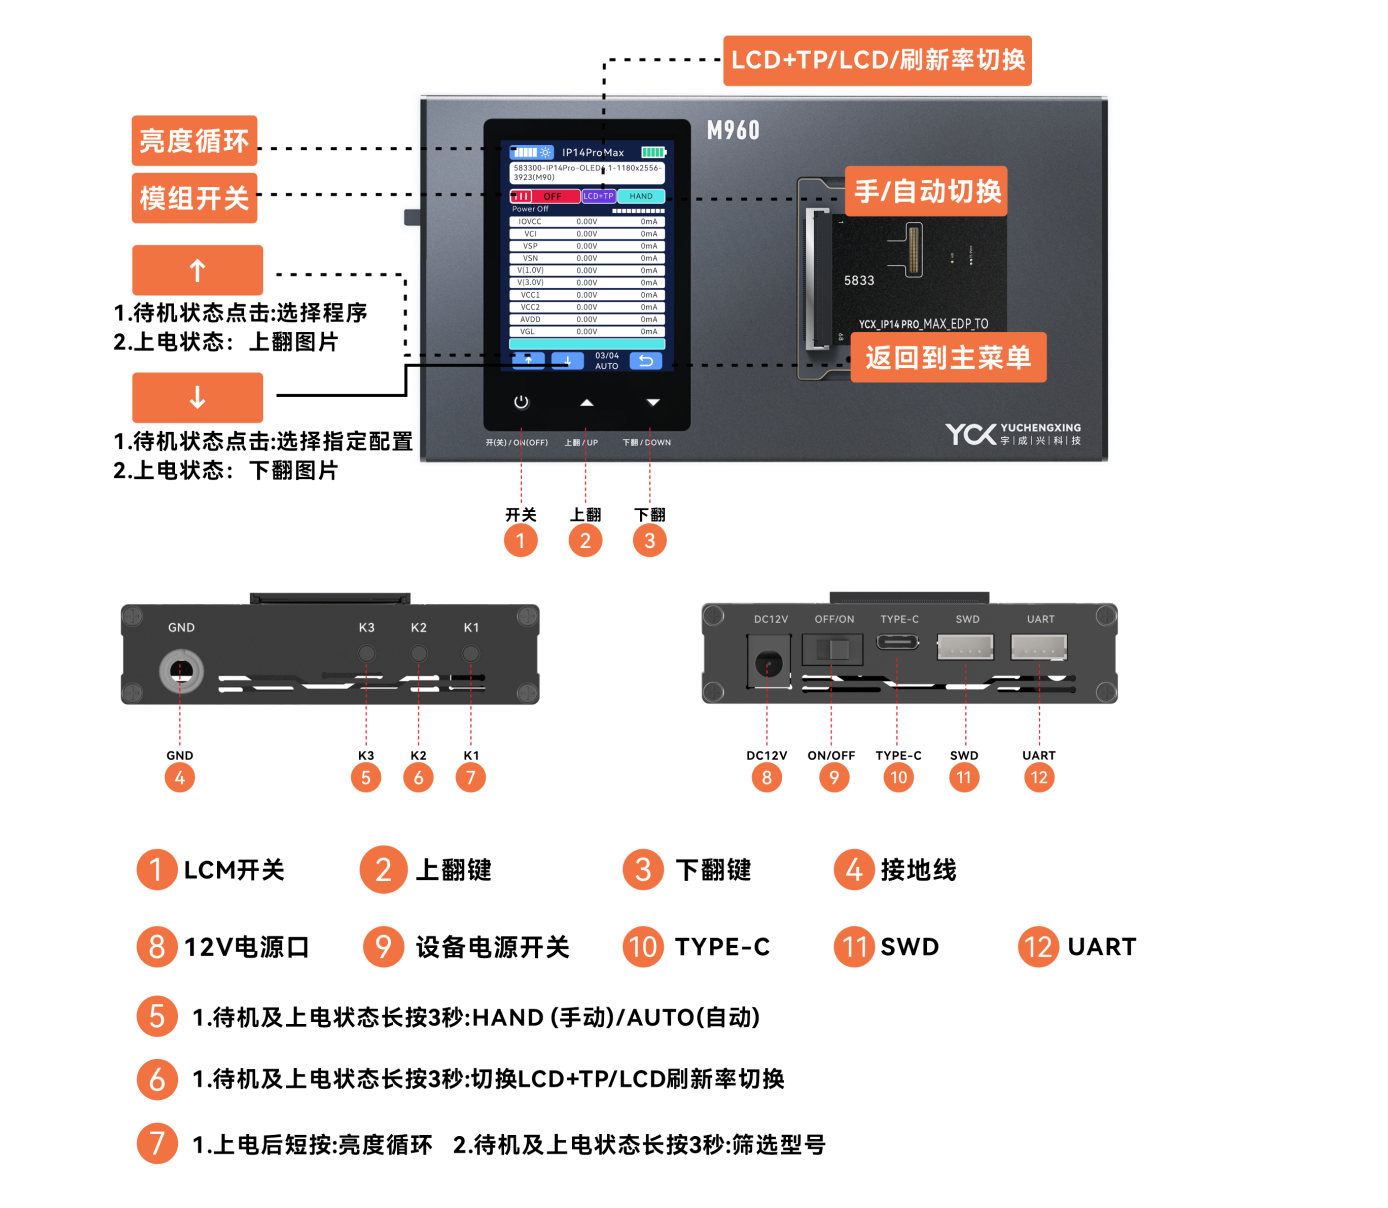 LCD+TP/LCD/刷新率切换
M960
亮度循环
模组开关
↑
1.待机状态点击:选择程序
2.上电状态：上翻图片
↓
1.待机状态点击:选择指定配置
2.上电状态：下翻图片
IP14ProMax
583300-IP14Pro-OLED6.1-1180x2556-
3923(M90)
OFF LCD+TP HAND
Power Off
IOVCC 0.00V 0mA
VCI 0.00V 0mA
VSP 0.00V 0mA
VSN 0.00V 0mA
V(1.0V) 0.00V 0mA
V(3.0V) 0.00V 0mA
VCC1 0.00V 0mA
VCC2 0.00V 0mA
AVDD 0.00V 0mA
VGL 0.00V 0mA
↑ ↓ 03/04
AUTO
开(关)/ON(OFF) 上翻/UP 下翻/DOWN
手/自动切换
5833
YCX_IP14 PRO_MAX_EDP_TO
返回到主菜单
YCX YUCHENGXING
宇|成|兴|科|技
开关 上翻 下翻
1 2 3
GND K3 K2 K1
GND K3 K2 K1
4 5 6 7
DC12V OFF/ON TYPE-C SWD UART
DC12V ON/OFF TYPE-C SWD UART
8 9 10 11 12
1 LCM开关 2 上翻键 3 下翻键 4 接地线
8 12V电源口 9 设备电源开关 10 TYPE-C 11 SWD 12 UART
5 1.待机及上电状态长按3秒:HAND (手动)/AUTO(自动)
6 1.待机及上电状态长按3秒:切换LCD+TP/LCD刷新率切换
7 1.上电后短按:亮度循环 2.待机及上电状态长按3秒:筛选型号